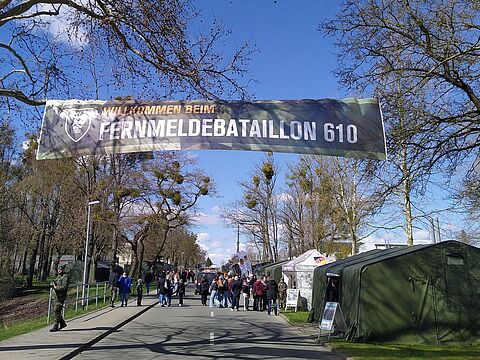 WILLKOMMEN BEIM
FERNMELDEBATAILLON 610